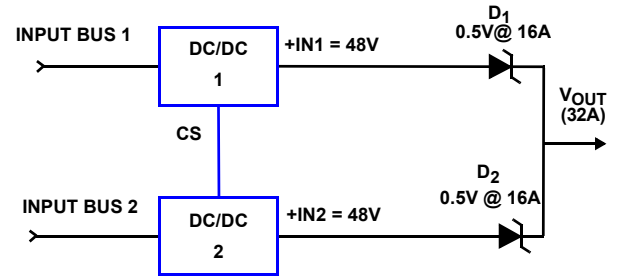 INPUT BUS 1
DC/DC
1
+IN1 = 48V
D1
0.5V@ 16A
VOUT
(32A)
CS
INPUT BUS 2
DC/DC
2
+IN2 = 48V
D2
0.5V @ 16A